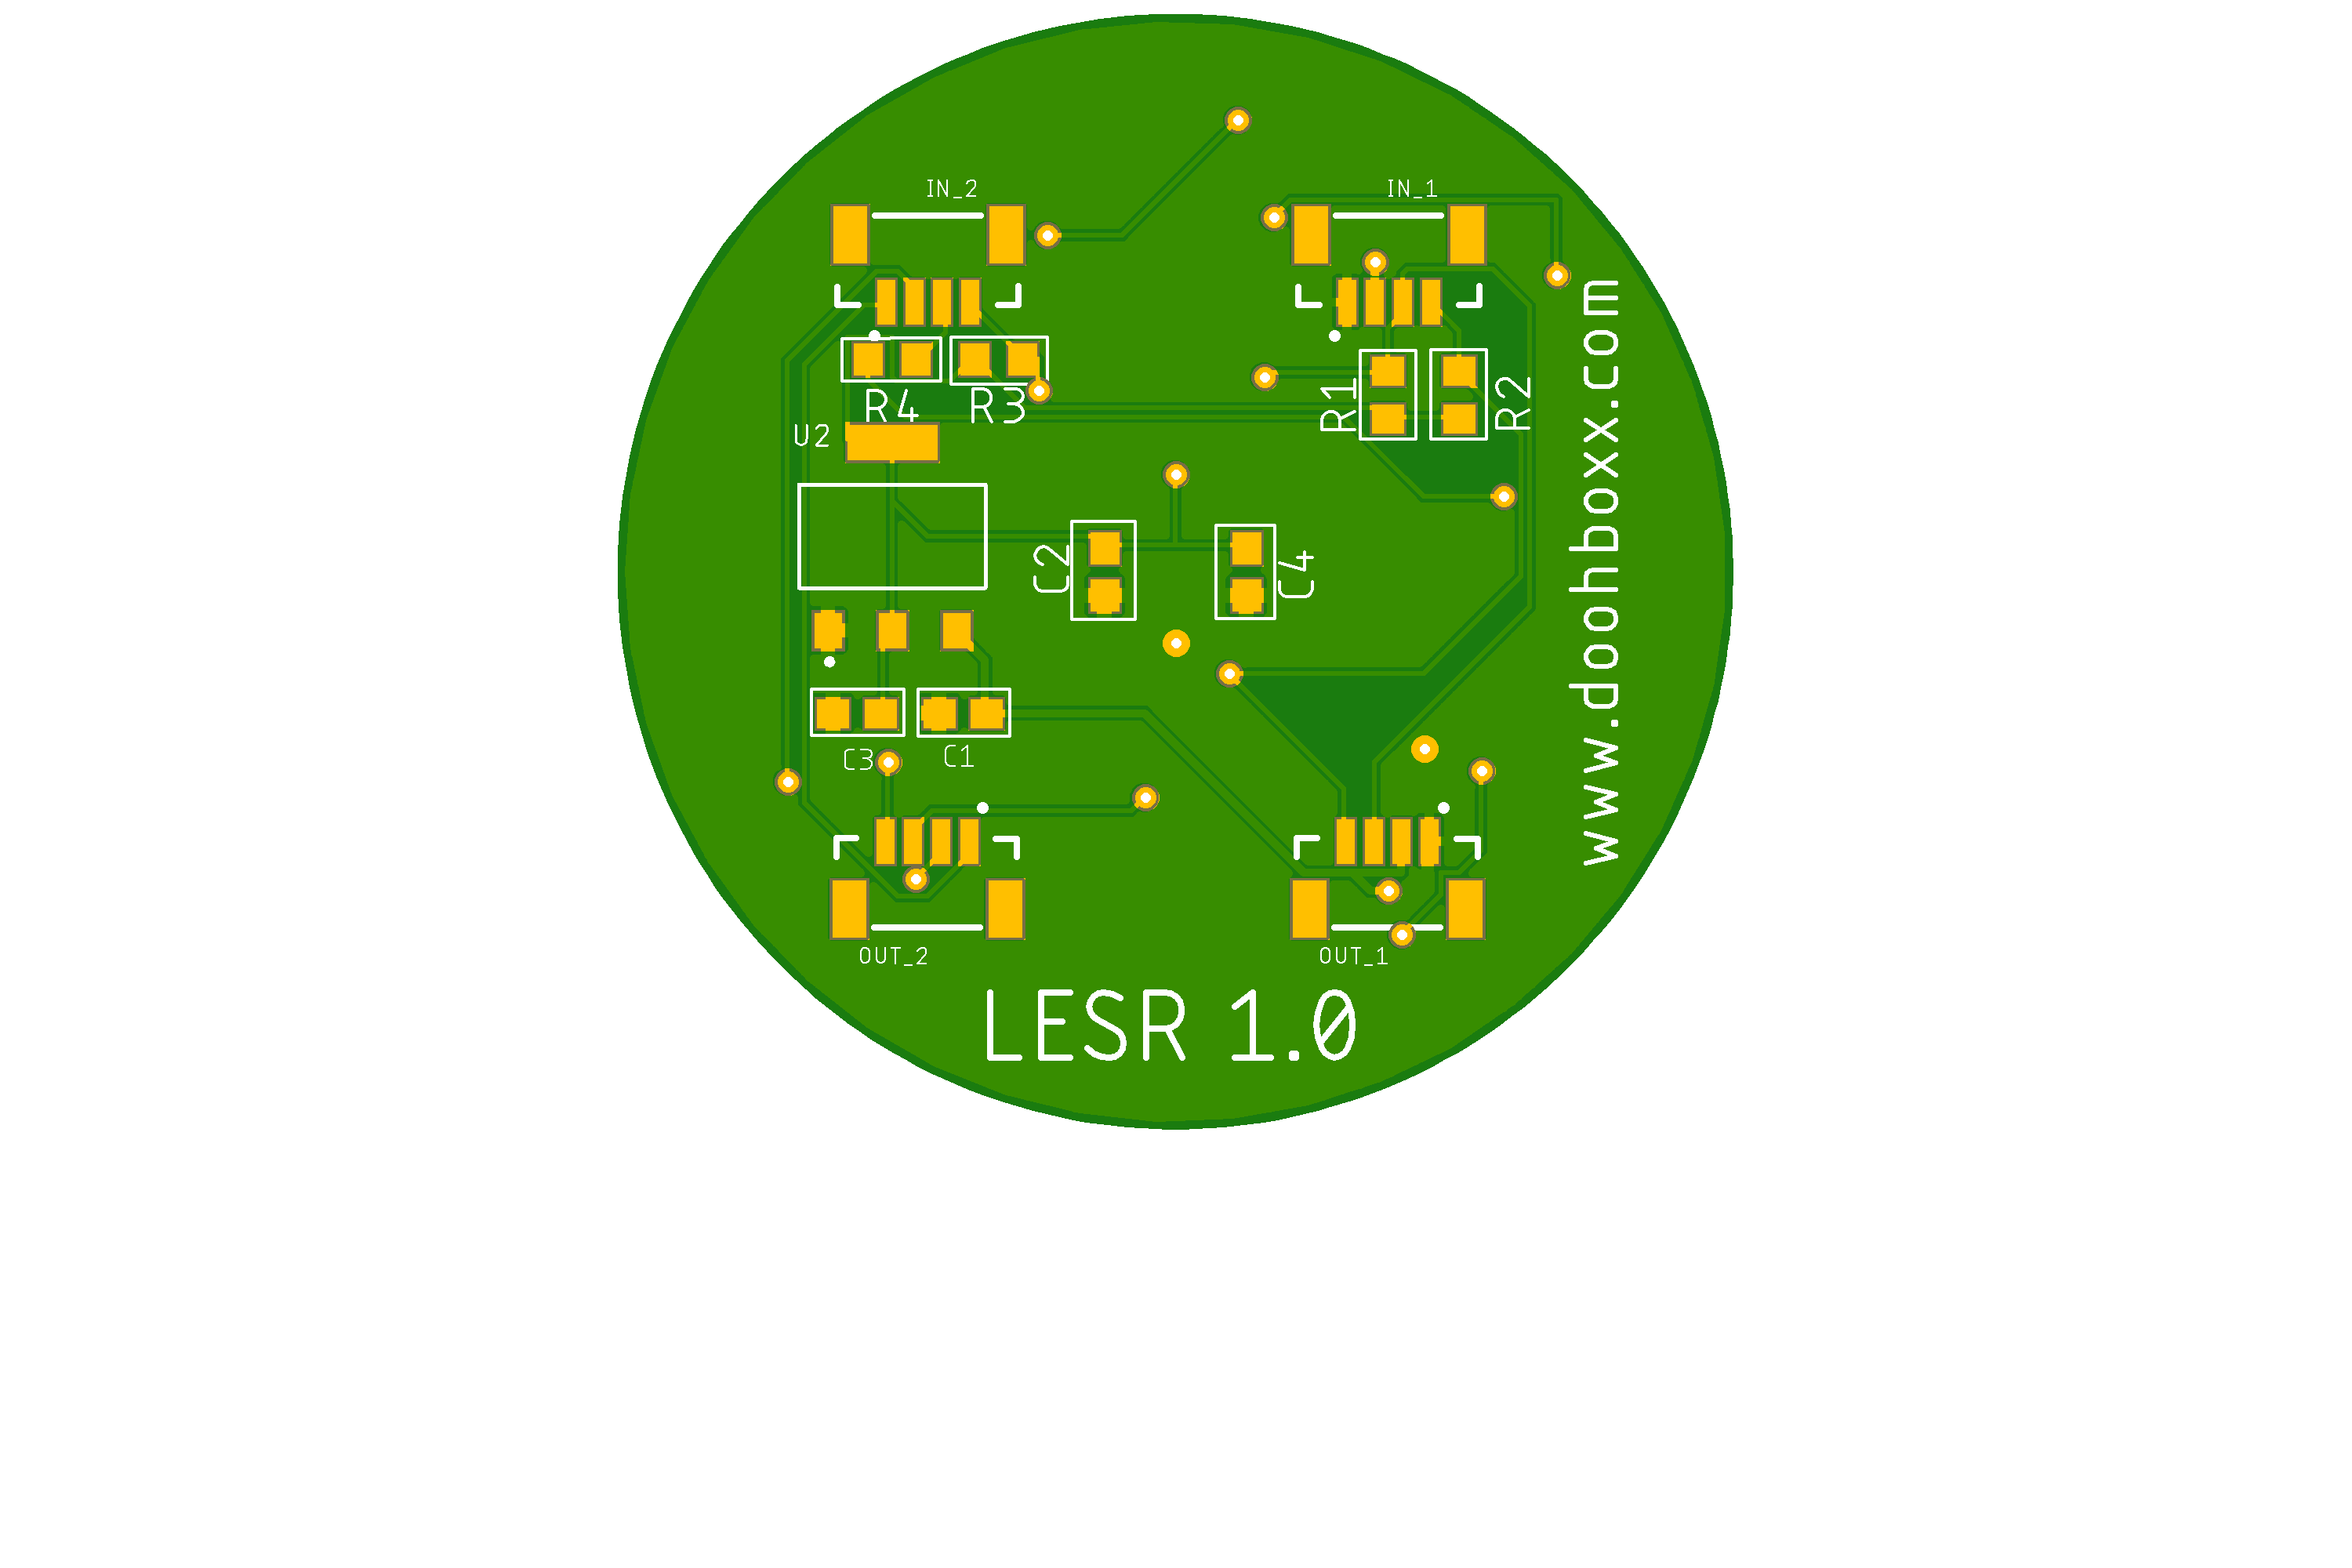 IN_2
IN_1
R4
R3
R1
R2
U2
C2
C4
www.doohboxx.com
C3
C1
OUT_2
OUT_1
LESR 1.0